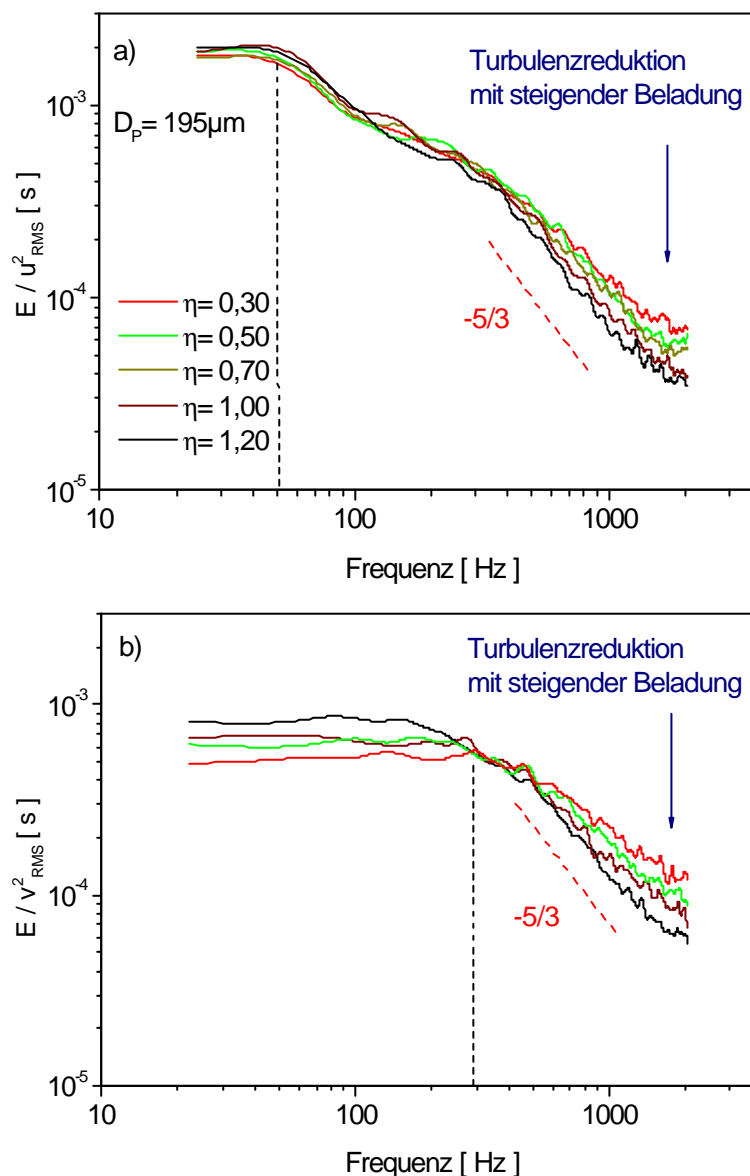 a)
Turbulenzreduktion
mit steigender Beladung
D_P= 195µm
10^-3
10^-4
10^-5
E / u^2_RMS [ s ]
-5/3
η= 0,30
η= 0,50
η= 0,70
η= 1,00
η= 1,20
10
100
1000
Frequenz [ Hz ]
b)
Turbulenzreduktion
mit steigender Beladung
10^-3
10^-4
10^-5
E / v^2_RMS [ s ]
-5/3
10
100
1000
Frequenz [ Hz ]